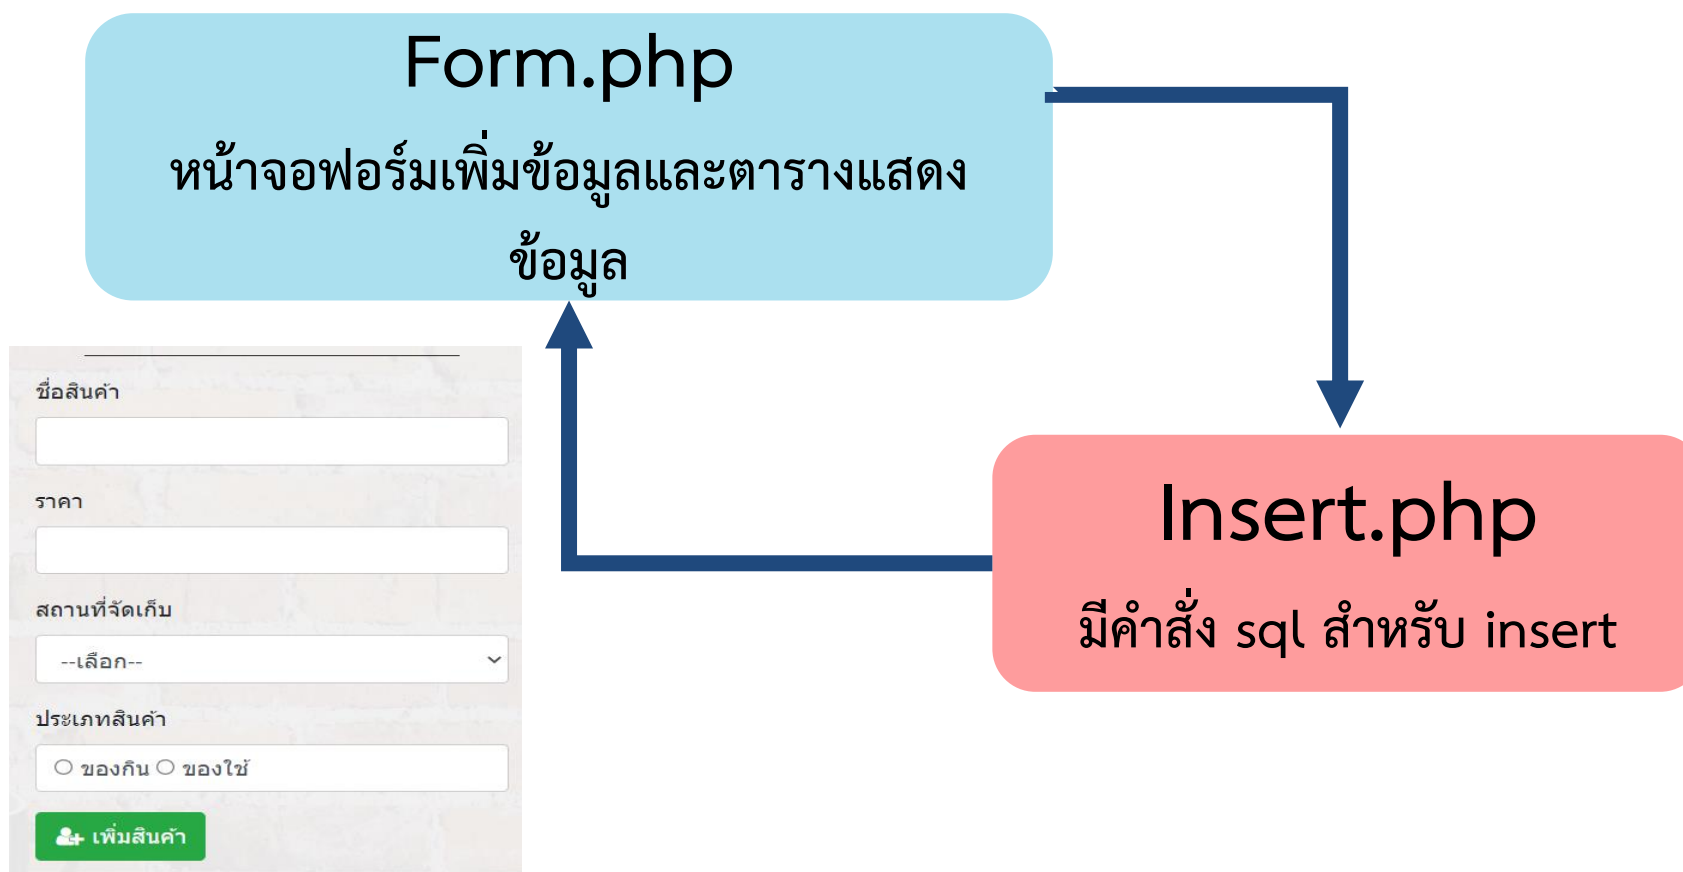 Form.php
หน้าจอฟอร์มเพิ่มข้อมูลและตารางแสดง
ข้อมูล
ชื่อสินค้า
ราคา
สถานที่จัดเก็บ
--เลือก--
ประเภทสินค้า
ของกิน ของใช้
เพิ่มสินค้า
Insert.php
มีคำสั่ง sql สำหรับ insert